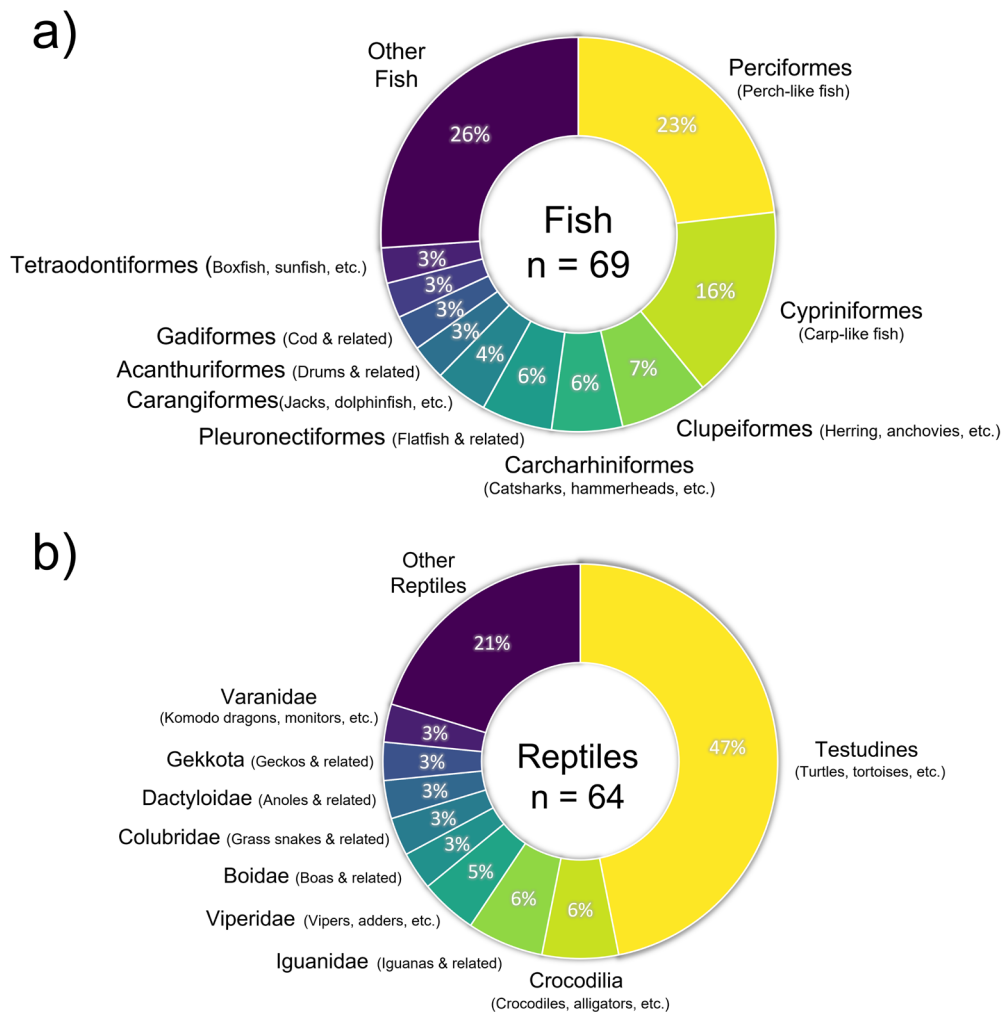 a)
Other
Fish
Perciformes
(Perch-like fish)
26%
23%
Fish
n = 69
Tetraodontiformes (Boxfish, sunfish, etc.)
3%
3%
3%
3%
4%
6%
6%
7%
16%
Cypriniformes
(Carp-like fish)
Gadiformes (Cod & related)
Acanthuriformes (Drums & related)
Carangiformes(Jacks, dolphinfish, etc.)
Pleuronectiformes (Flatfish & related)
Clupeiformes (Herring, anchovies, etc.)
Carcharhiniformes
(Catsharks, hammerheads, etc.)
b)
Other
Reptiles
21%
Varanidae
(Komodo dragons, monitors, etc.)
3%
Gekkota (Geckos & related)
3%
Reptiles
n = 64
47%
Testudines
(Turtles, tortoises, etc.)
Dactyloidae (Anoles & related)
3%
Colubridae (Grass snakes & related)
3%
3%
Boidae (Boas & related)
5%
6%
6%
Viperidae (Vipers, adders, etc.)
Iguanidae (Iguanas & related)
Crocodilia
(Crocodiles, alligators, etc.)